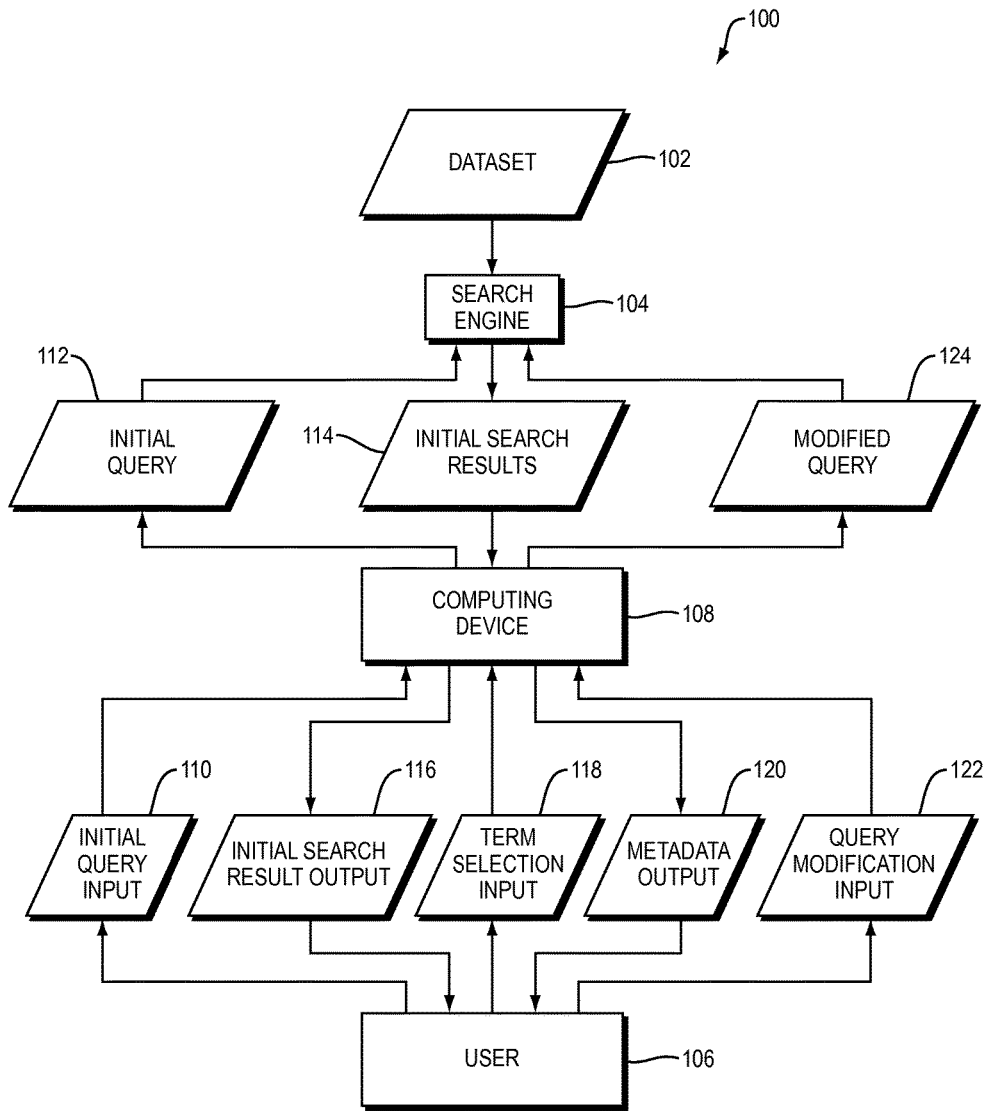 100
DATASET
102
SEARCH
ENGINE
104
112
124
INITIAL
QUERY
114
INITIAL SEARCH
RESULTS
MODIFIED
QUERY
COMPUTING
DEVICE
108
110
116
118
120
122
INITIAL
QUERY
INPUT
INITIAL SEARCH
RESULT OUTPUT
TERM
SELECTION
INPUT
METADADA
OUTPUT
QUERY
MODIFICATION
INPUT
USER
106